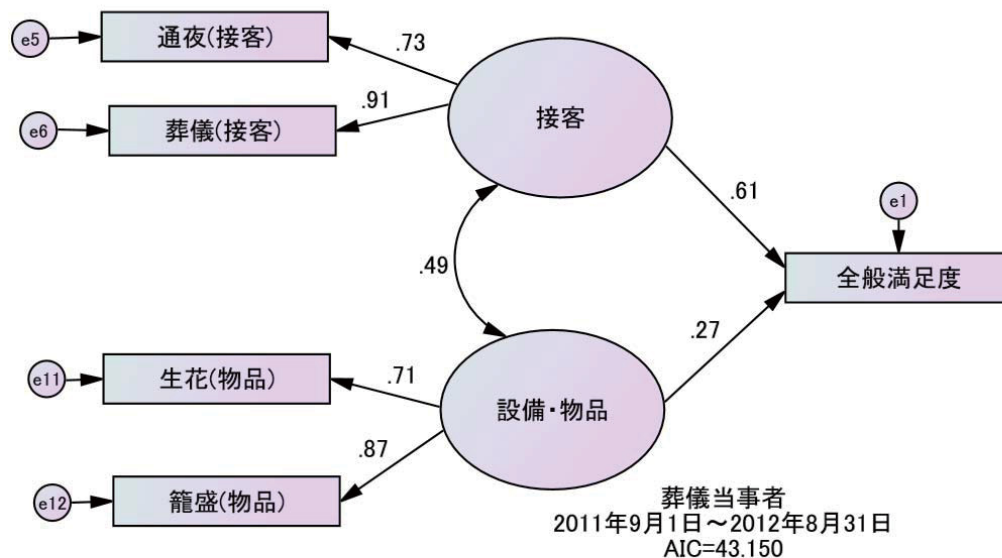 e5
通夜(接客)
.73
e6
葬儀(接客)
.91
接客
.61
e1
全般満足度
.49
.27
e11
生花(物品)
.71
設備・物品
.87
e12
籠盛(物品)
葬儀当事者
2011年9月1日～2012年8月31日
AIC=43.150